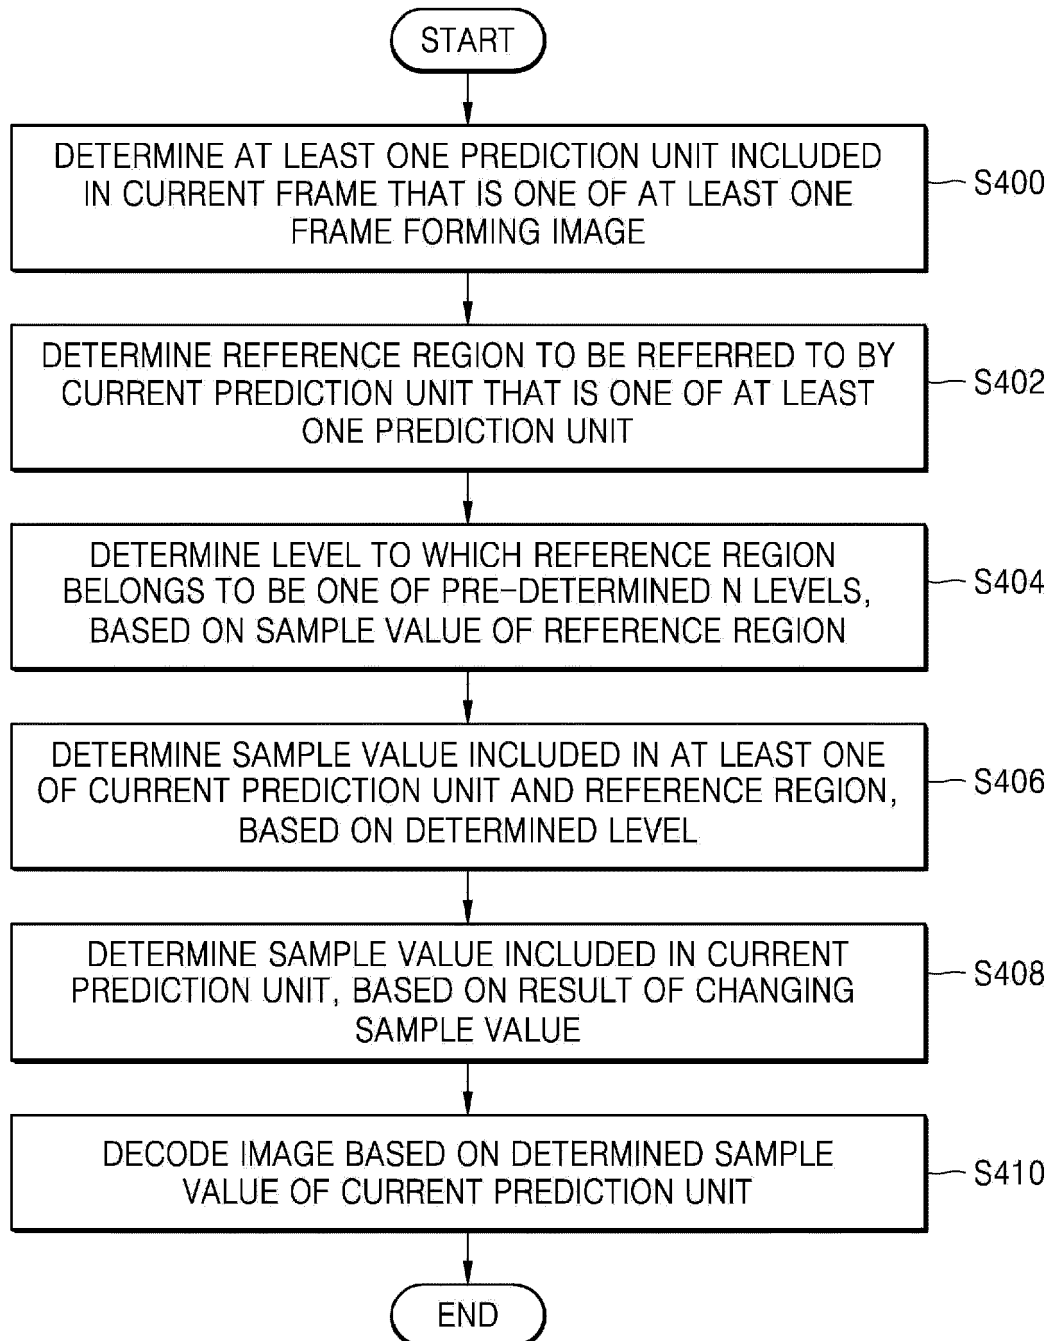 START
DETERMINE AT LEAST ONE PREDICTION UNIT INCLUDED
IN CURRENT FRAME THAT IS ONE OF AT LEAST ONE
FRAME FORMING IMAGE
S400
DETERMINE REFERENCE REGION TO BE REFERRED TO BY
CURRENT PREDICTION UNIT THAT IS ONE OF AT LEAST
ONE PREDICTION UNIT
S402
DETERMINE LEVEL TO WHICH REFERENCE REGION
BELONGS TO BE ONE OF PRE-DETERMINED N LEVELS,
BASED ON SAMPLE VALUE OF REFERENCE REGION
S404
DETERMINE SAMPLE VALUE INCLUDED IN AT LEAST ONE
OF CURRENT PREDICTION UNIT AND REFERENCE REGION,
BASED ON DETERMINED LEVEL
S406
DETERMINE SAMPLE VALUE INCLUDED IN CURRENT
PREDICTION UNIT, BASED ON RESULT OF CHANGING
SAMPLE VALUE
S408
DECODE IMAGE BASED ON DETERMINED SAMPLE
VALUE OF CURRENT PREDICTION UNIT
S410
END